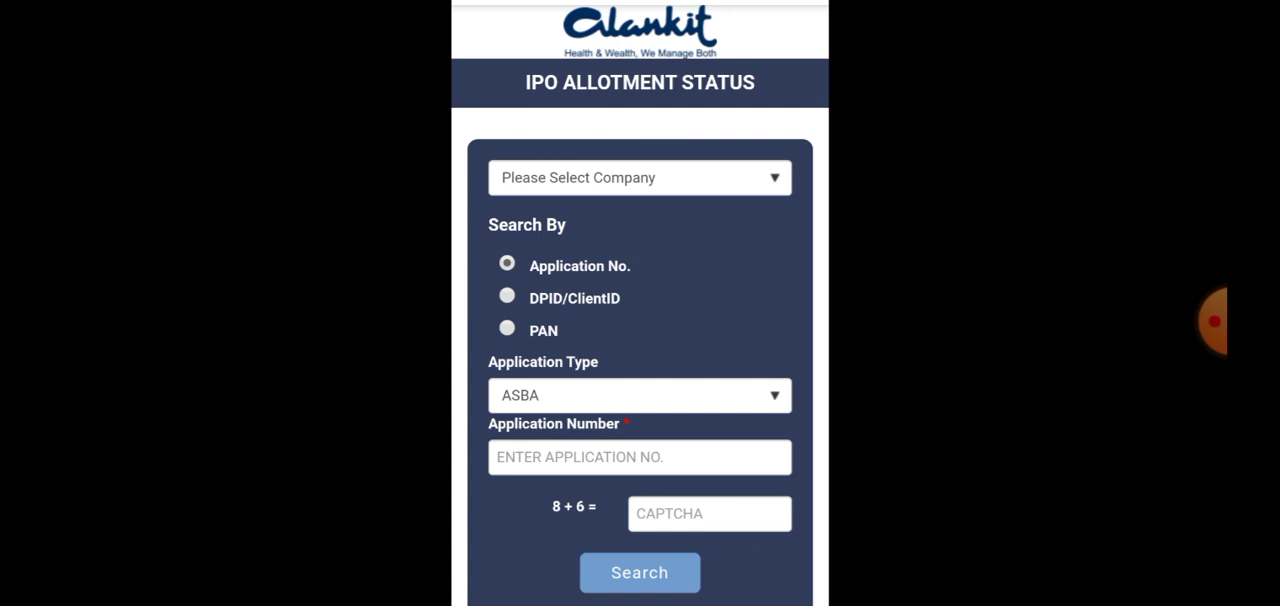 Alankit
Health & Wealth, We Manage Both
IPO ALLOTMENT STATUS
Please Select Company
Search By
Application No.
DPID/ClientID
PAN
Application Type
ASBA
Application Number *
ENTER APPLICATION NO.
8 + 6 =
CAPTCHA
Search